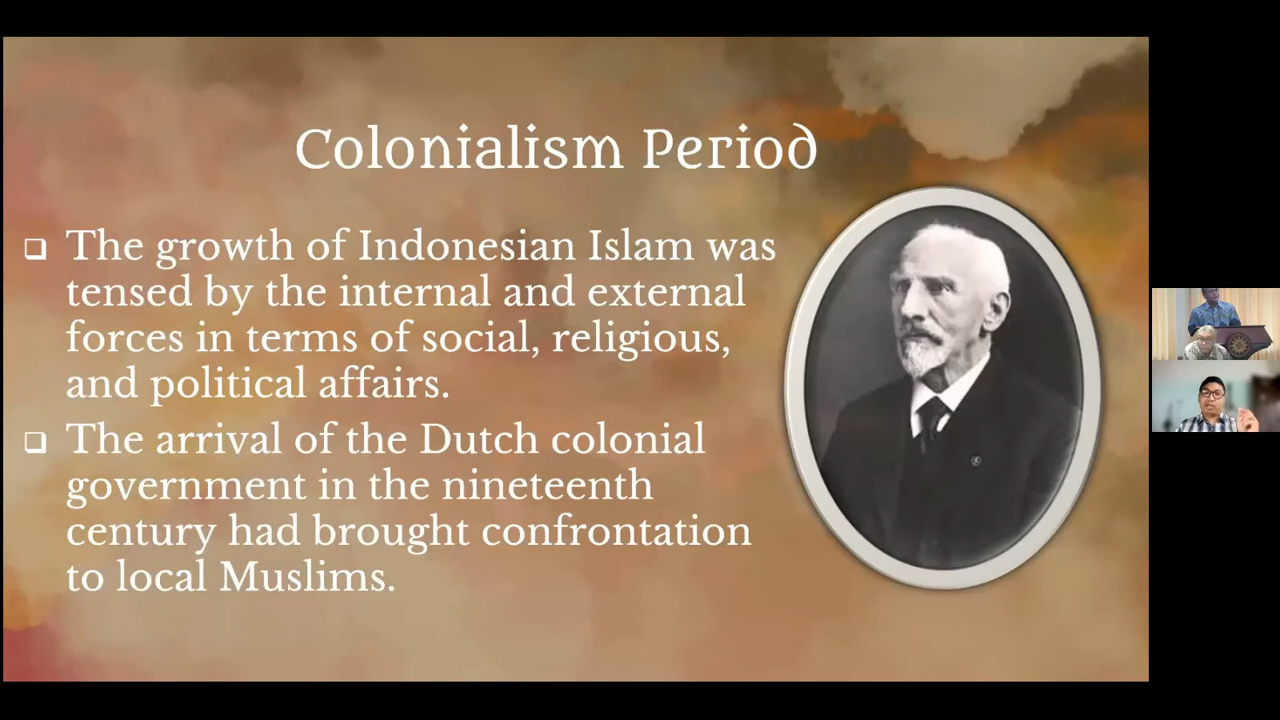 Colonialism Period
The growth of Indonesian Islam was
tensed by the internal and external
forces in terms of social, religious,
and political affairs.
The arrival of the Dutch colonial
government in the nineteenth
century had brought confrontation
to local Muslims.